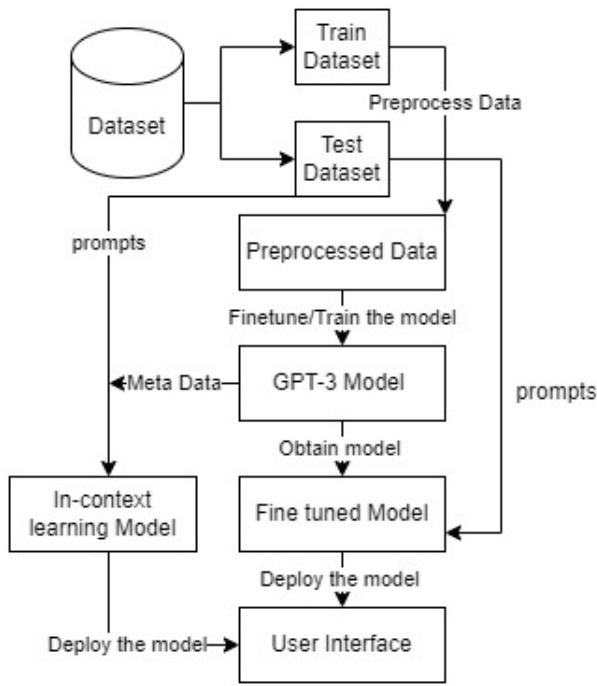 Train
Dataset
Preprocess Data
Dataset
Test
Dataset
prompts
Preprocessed Data
Finetune/Train the model
Meta Data
GPT-3 Model
prompts
Obtain model
In-context
learning Model
Fine tuned Model
Deploy the model
Deploy the model
User Interface